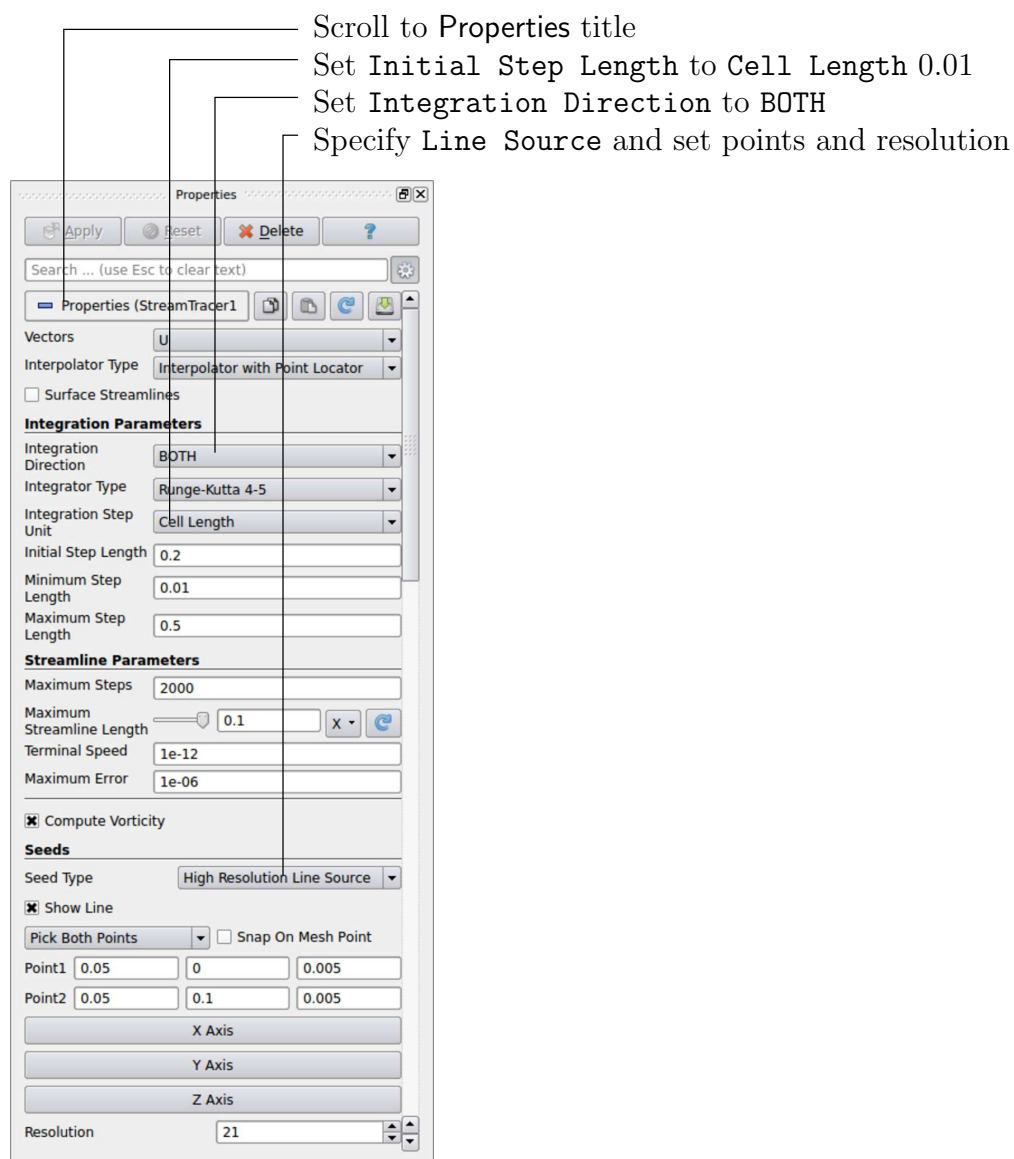 Scroll to Properties title
Set Initial Step Length to Cell Length 0.01
Set Integration Direction to BOTH
Specify Line Source and set points and resolution
Properties
Apply Reset Delete ?
Search ... (use Esc to clear text)
Properties (StreamTracer1
Vectors U
Interpolator Type Interpolator with Point Locator
Surface Streamlines
Integration Parameters
Integration
Direction BOTH
Integrator Type Runge-Kutta 4-5
Integration Step
Unit Cell Length
Initial Step Length 0.2
Minimum Step
Length 0.01
Maximum Step
Length 0.5
Streamline Parameters
Maximum Steps 2000
Maximum
Streamline Length 0.1 X
Terminal Speed 1e-12
Maximum Error 1e-06
Compute Vorticity
Seeds
Seed Type High Resolution Line Source
Show Line
Pick Both Points Snap On Mesh Point
Point1 0.05 0 0.005
Point2 0.05 0.1 0.005
X Axis
Y Axis
Z Axis
Resolution 21